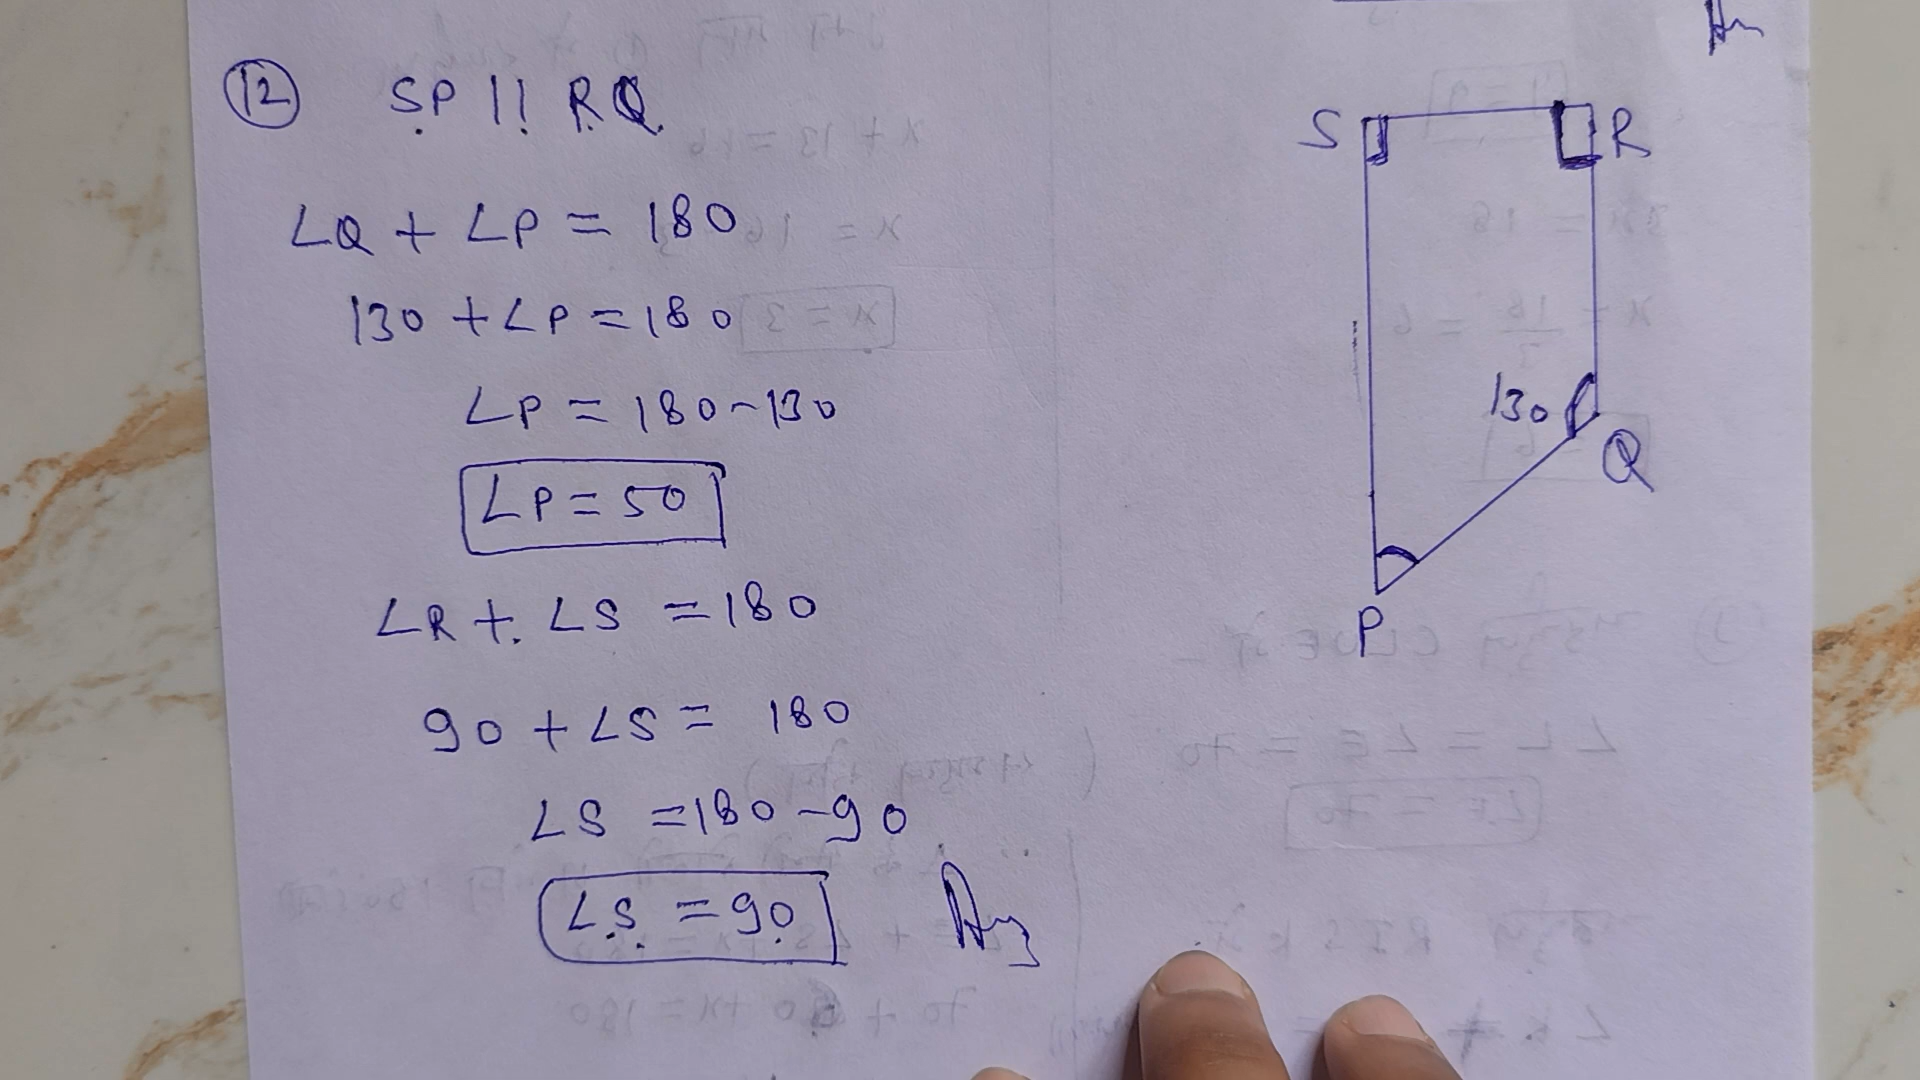 12 SP || RQ
∠Q + ∠P = 180
130 + ∠P = 180
∠P = 180 - 130
∠P = 50
∠R + ∠S = 180
90 + ∠S = 180
∠S = 180 - 90
∠S = 90
S
R
130
Q
P